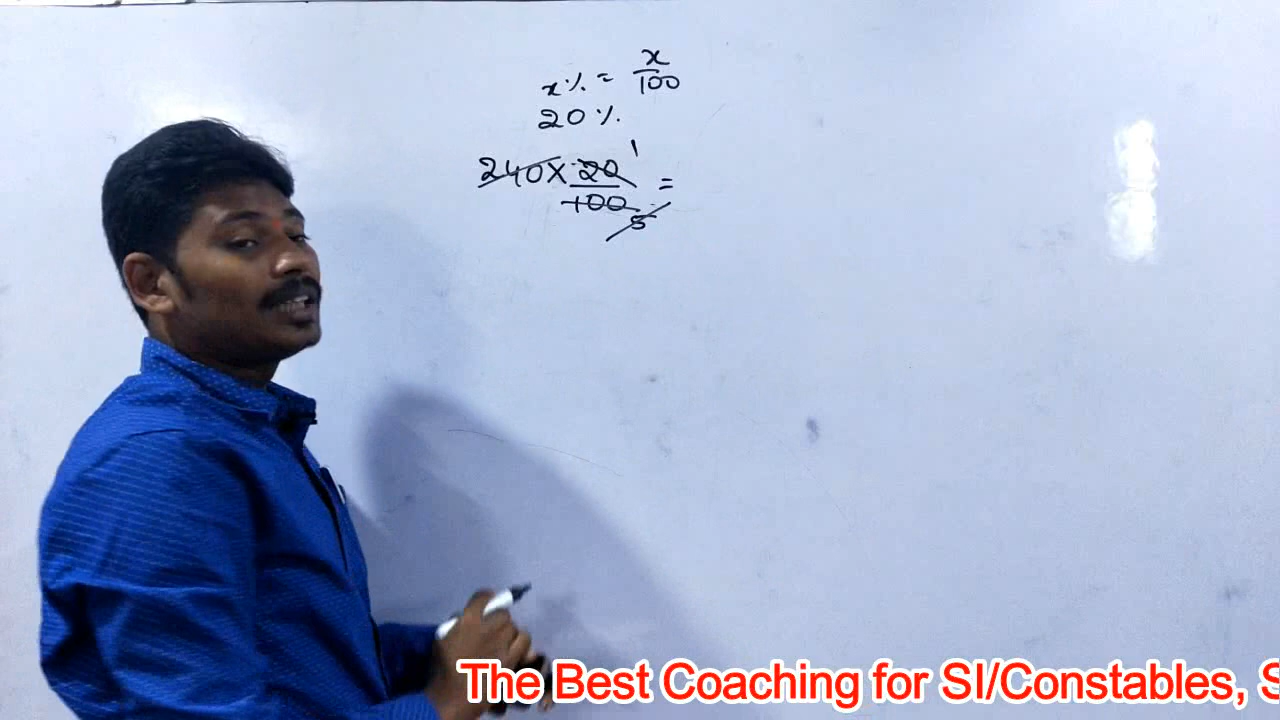 x% = x/100
20%
240 X 20/100 =
1
5
The Best Coaching for SI/Constables, S